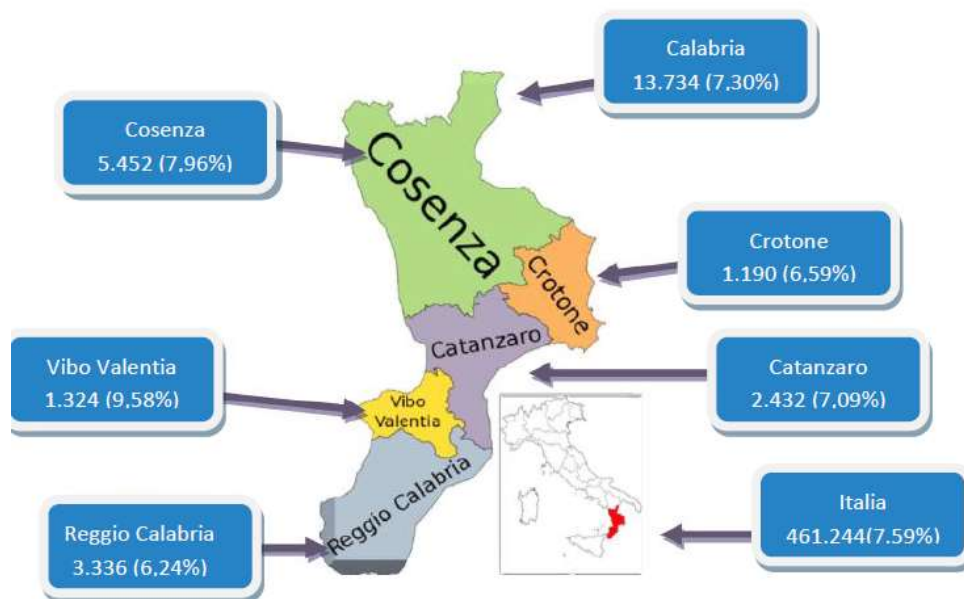 Calabria
13.734 (7,30%)
Cosenza
5.452 (7,96%)
Cosenza
Crotone
1.190 (6,59%)
Crotone
Catanzaro
Vibo Valentia
1.324 (9,58%)
Catanzaro
2.432 (7,09%)
Vibo
Valentia
Reggio Calabria
Reggio Calabria
3.336 (6,24%)
Italia
461.244(7.59%)